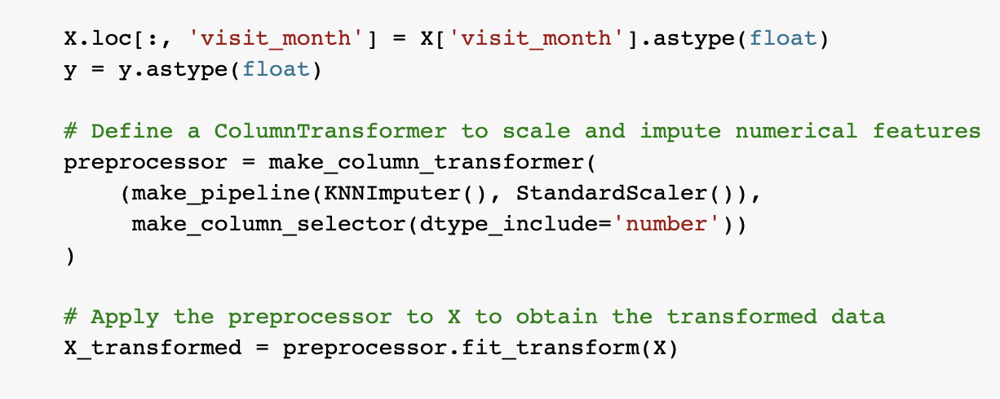 X.loc[:, 'visit_month'] = X['visit_month'].astype(float)
y = y.astype(float)
# Define a ColumnTransformer to scale and impute numerical features
preprocessor = make_column_transformer(
    (make_pipeline(KNNImputer(), StandardScaler()),
     make_column_selector(dtype_include='number'))
)
# Apply the preprocessor to X to obtain the transformed data
X_transformed = preprocessor.fit_transform(X)